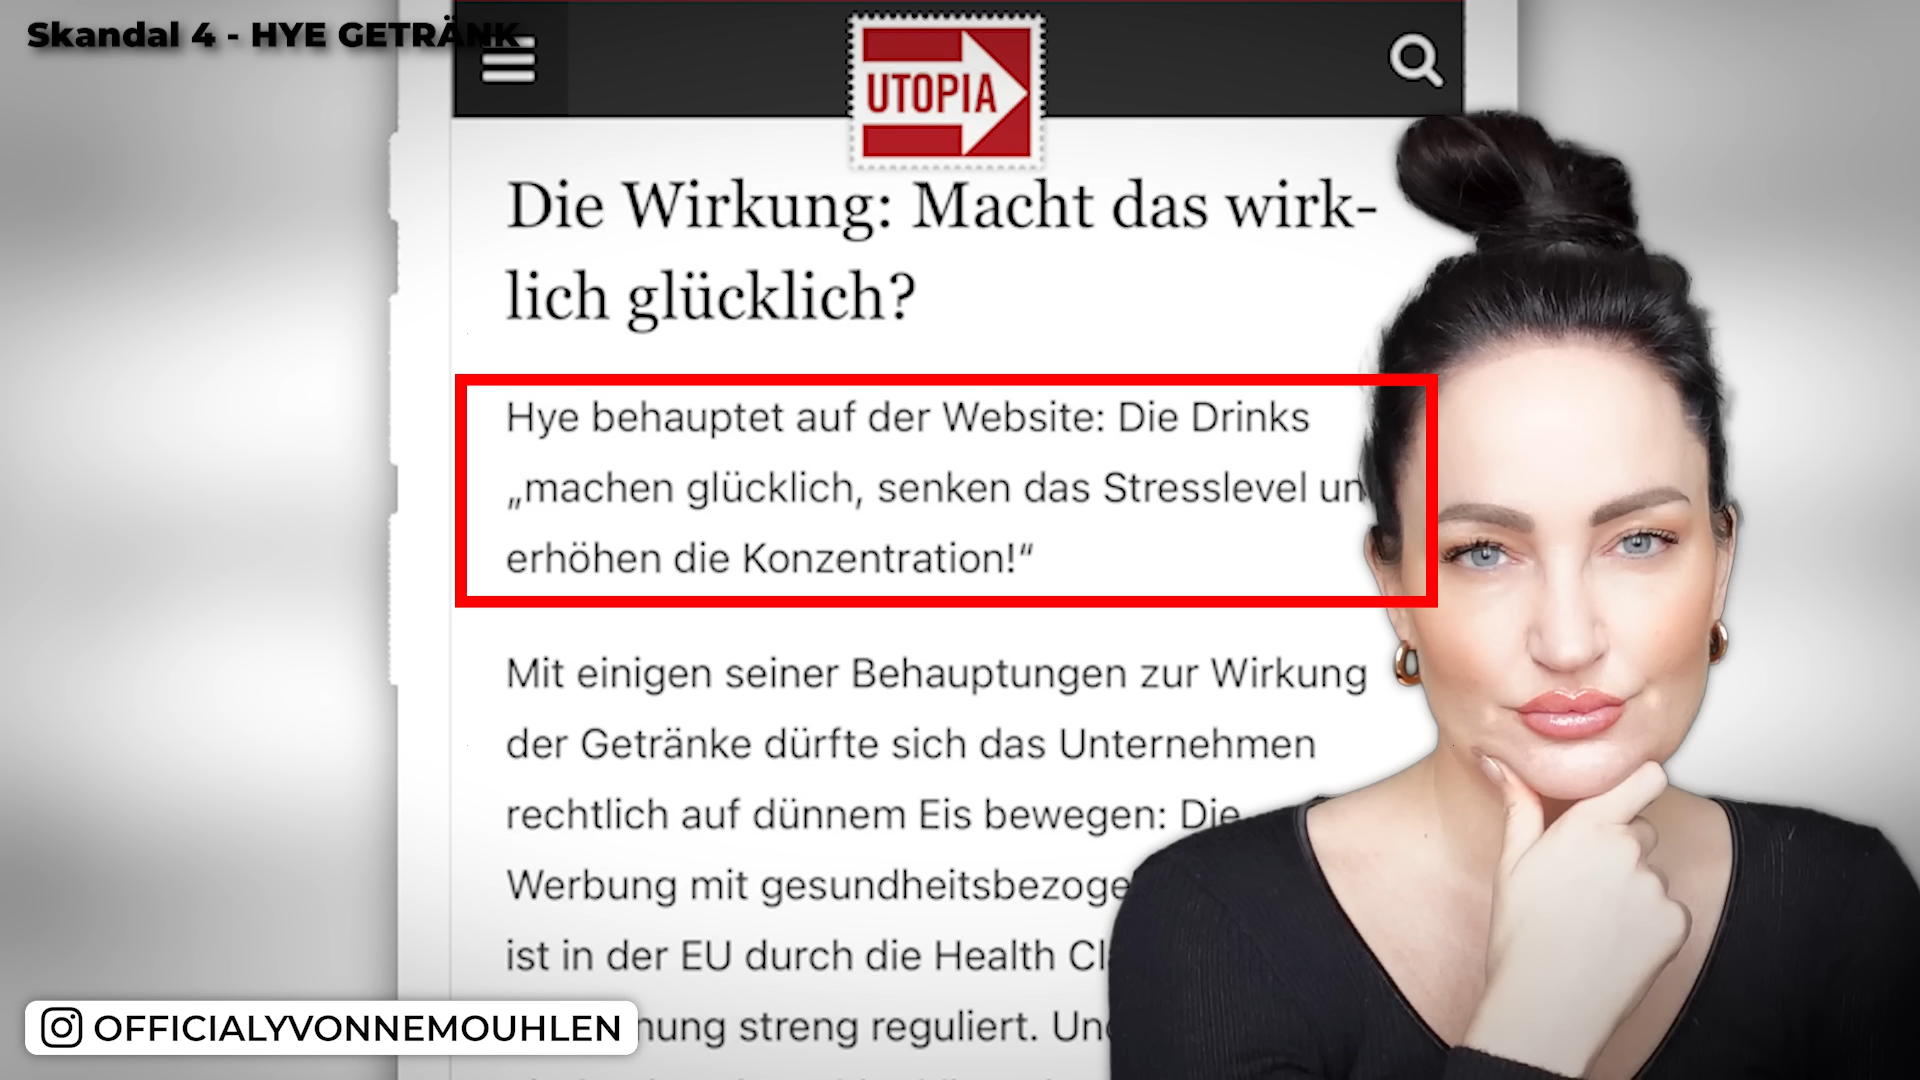 Skandal 4 - HYE GETRÄNK
UTOPIA
Die Wirkung: Macht das wirk-
lich glücklich?
Hye behauptet auf der Website: Die Drinks
„machen glücklich, senken das Stresslevel un
erhöhen die Konzentration!“
Mit einigen seiner Behauptungen zur Wirkung
der Getränke dürfte sich das Unternehmen
rechtlich auf dünnem Eis bewegen: Die
Werbung mit gesundheitsbezoge
ist in der EU durch die Health Cl
nung streng reguliert. Und
OFFICIALYVONNEMOUHLEN